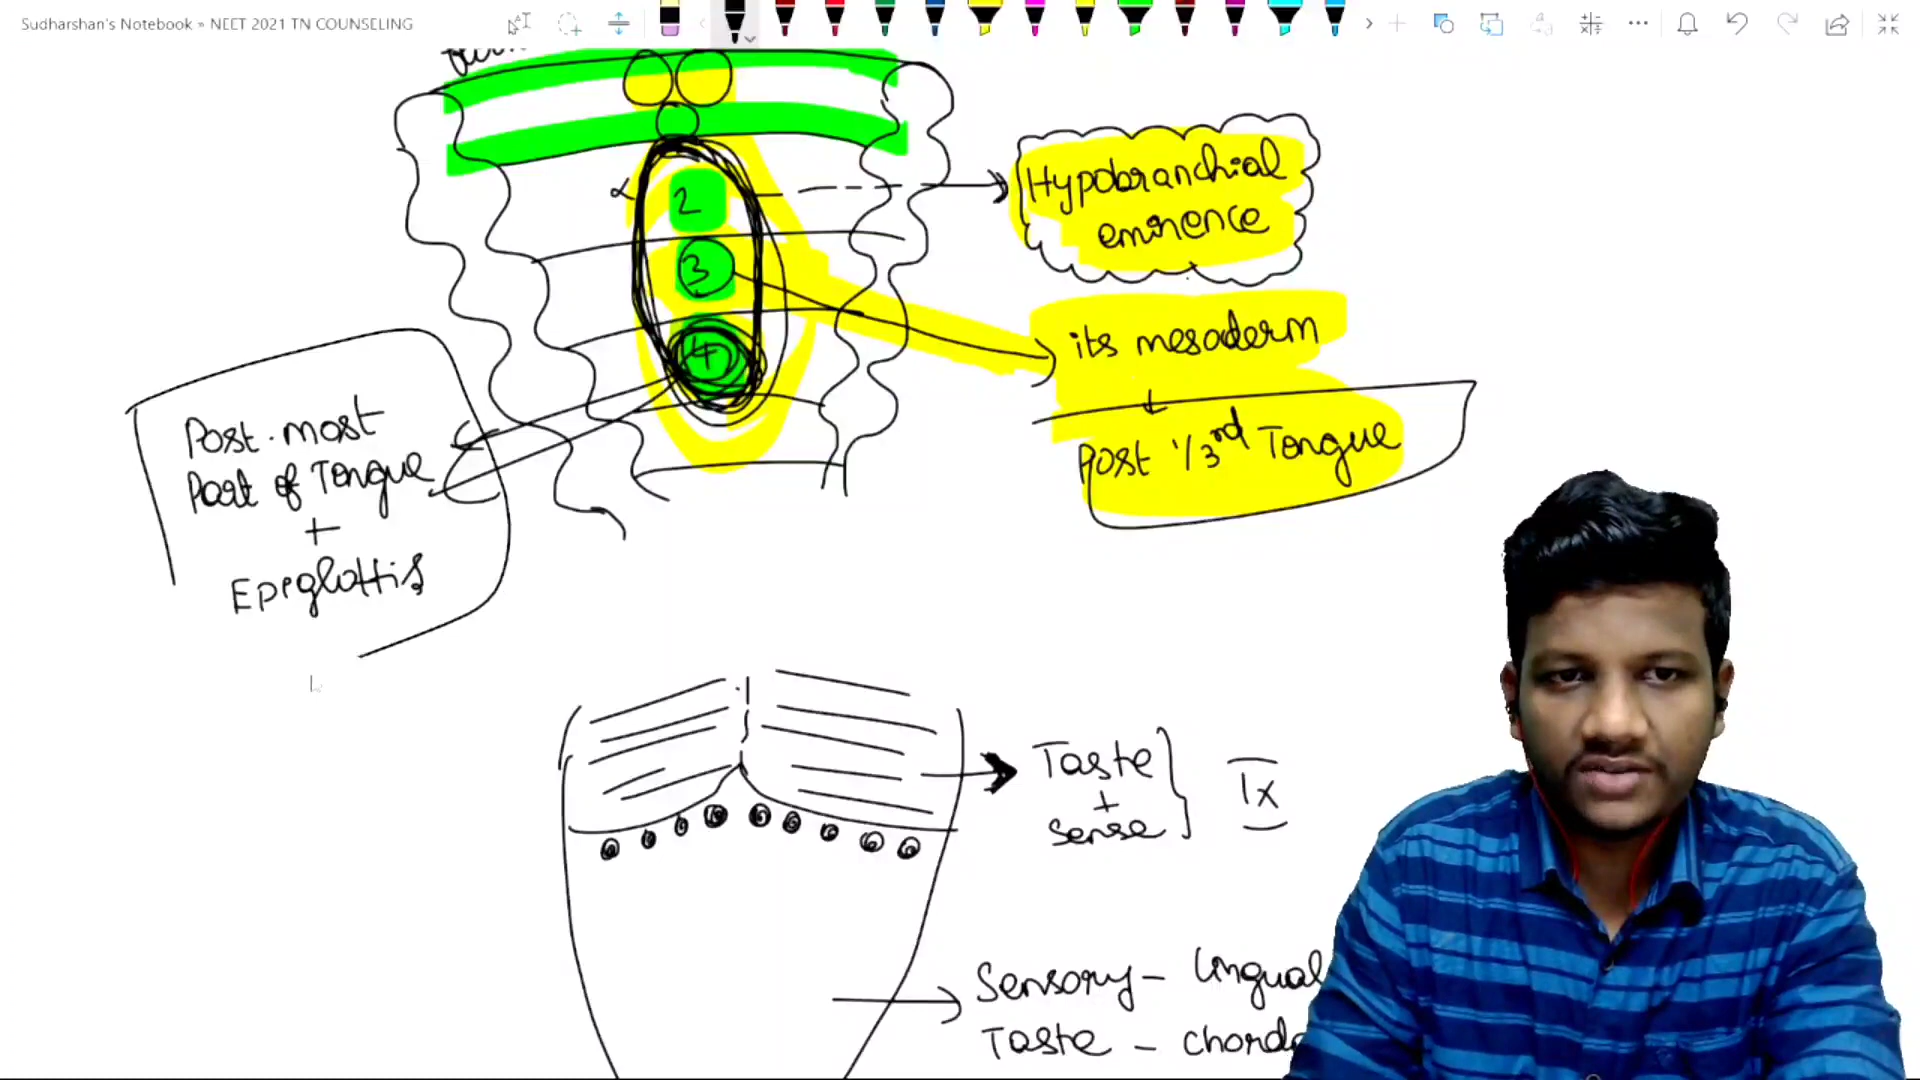 Sudharshan's Notebook » NEET 2021 TN COUNSELING
2
3
4
Hypobranchial
eminence
its mesoderm
Post 1/3rd Tongue
Post. most
Part of Tongue
+
Epiglottis
Taste
+
Sense
IX
Sensory - Lingual
Taste - chorda